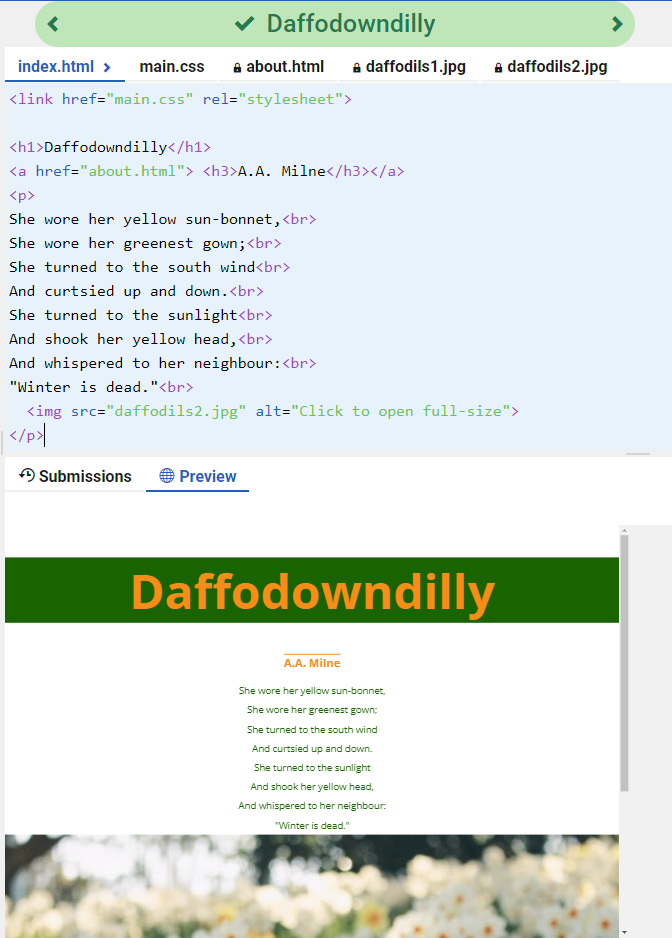 Daffodowndilly
index.html main.css about.html daffodils1.jpg daffodils2.jpg
<link href="main.css" rel="stylesheet">
<h1>Daffodowndilly</h1>
<a href="about.html"> <h3>A.A. Milne</h3></a>
<p>
She wore her yellow sun-bonnet,<br>
She wore her greenest gown;<br>
She turned to the south wind<br>
And curtsied up and down.<br>
She turned to the sunlight<br>
And shook her yellow head,<br>
And whispered to her neighbour:<br>
"Winter is dead."<br>
<img src="daffodils2.jpg" alt="Click to open full-size">
</p>
Submissions Preview
Daffodowndilly
A.A. Milne
She wore her yellow sun-bonnet,
She wore her greenest gown;
She turned to the south wind
And curtsied up and down.
She turned to the sunlight
And shook her yellow head,
And whispered to her neighbour:
"Winter is dead."